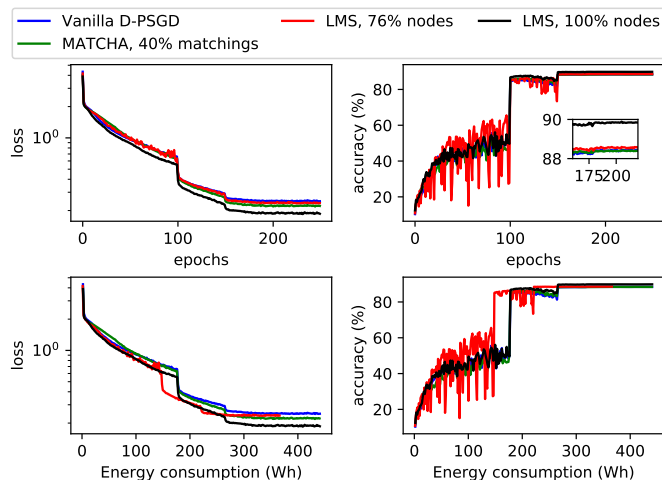 Vanilla D-PSGD
MATCHA, 40% matchings
LMS, 76% nodes
LMS, 100% nodes
loss
10⁰
0
100
200
epochs
accuracy (%)
80
60
40
20
90
88
175
200
0
100
200
epochs
loss
10⁰
0
100
200
300
400
Energy consumption (Wh)
accuracy (%)
80
60
40
20
0
100
200
300
400
Energy consumption (Wh)